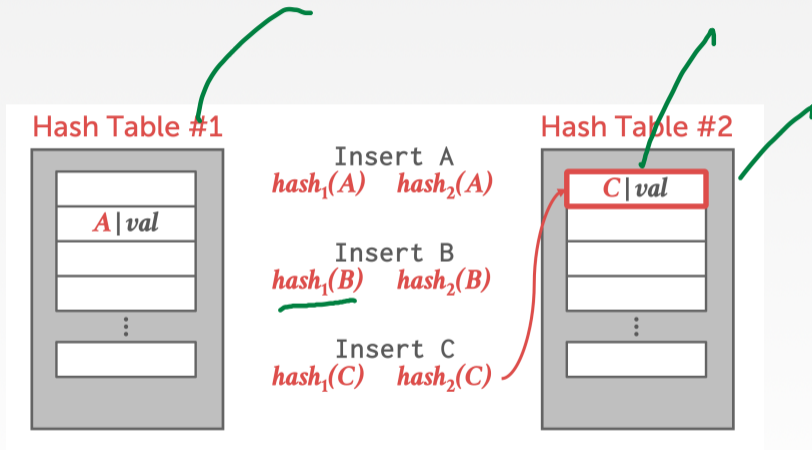 Hash Table #1
A|val
⋮
Insert A
hash₁(A) hash₂(A)
Insert B
hash₁(B) hash₂(B)
Insert C
hash₁(C) hash₂(C)
Hash Table #2
C|val
⋮